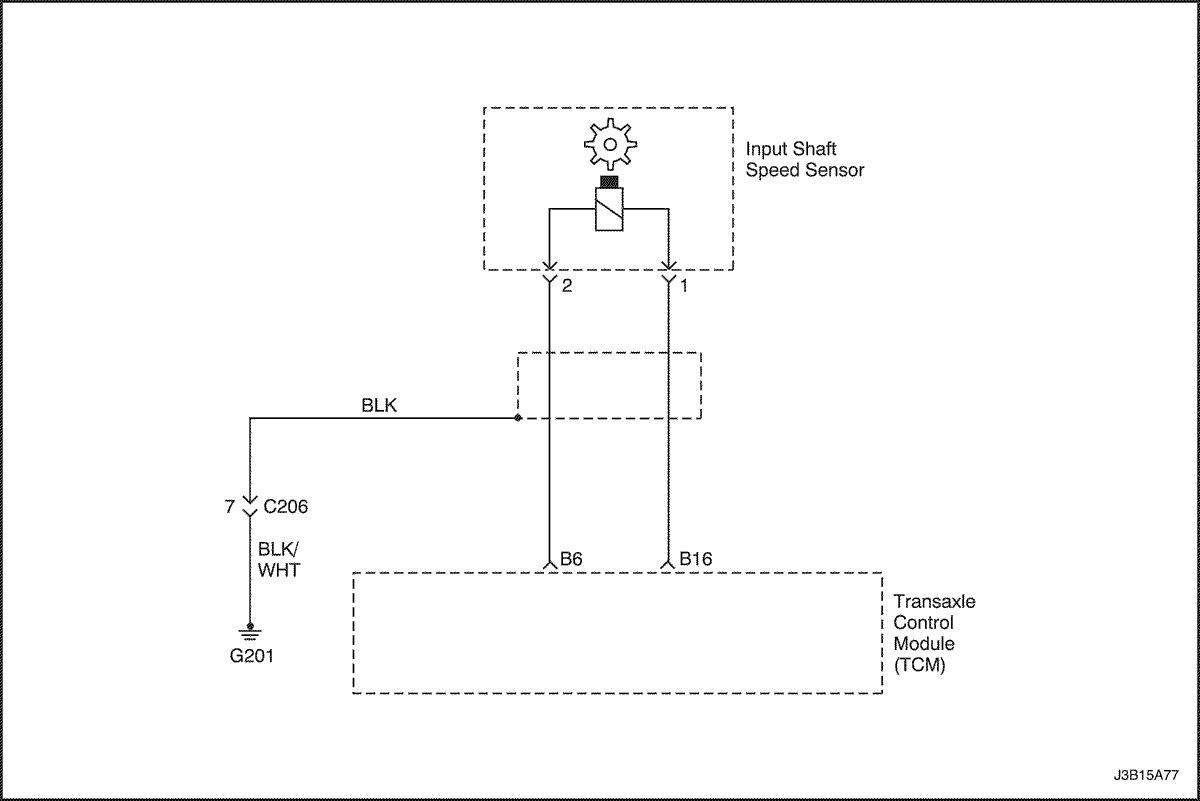 Input Shaft
Speed Sensor
2
1
BLK
7
C206
BLK/
WHT
G201
B6
B16
Transaxle
Control
Module
(TCM)
J3B15A77